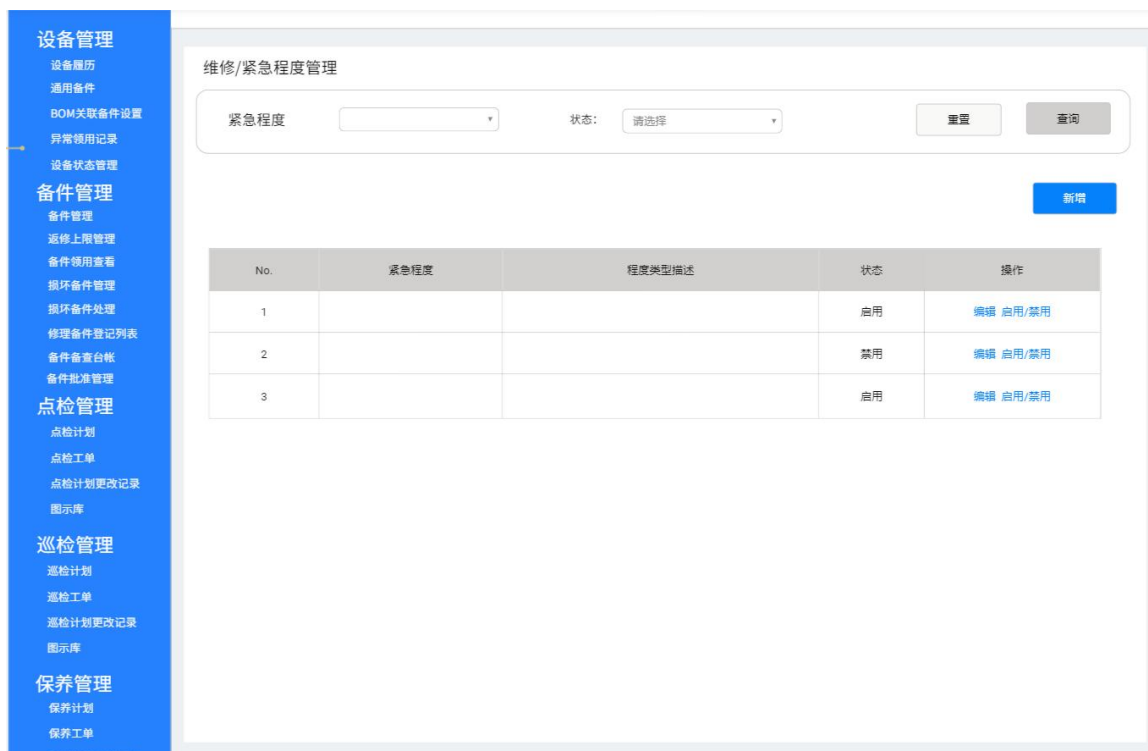 设备管理
设备履历
通用备件
BOM关联备件设置
异常领用记录
设备状态管理
备件管理
备件管理
返修上限管理
备件领用查看
损坏备件管理
损坏备件处理
修理备件登记列表
备件备查台帐
备件批准管理
点检管理
点检计划
点检工单
点检计划更改记录
图示库
巡检管理
巡检计划
巡检工单
巡检计划更改记录
图示库
保养管理
保养计划
保养工单
维修/紧急程度管理
紧急程度 状态: 请选择 重置 查询
新增
No. 紧急程度 程度类型描述 状态 操作
1 启用 编辑 启用/禁用
2 禁用 编辑 启用/禁用
3 启用 编辑 启用/禁用